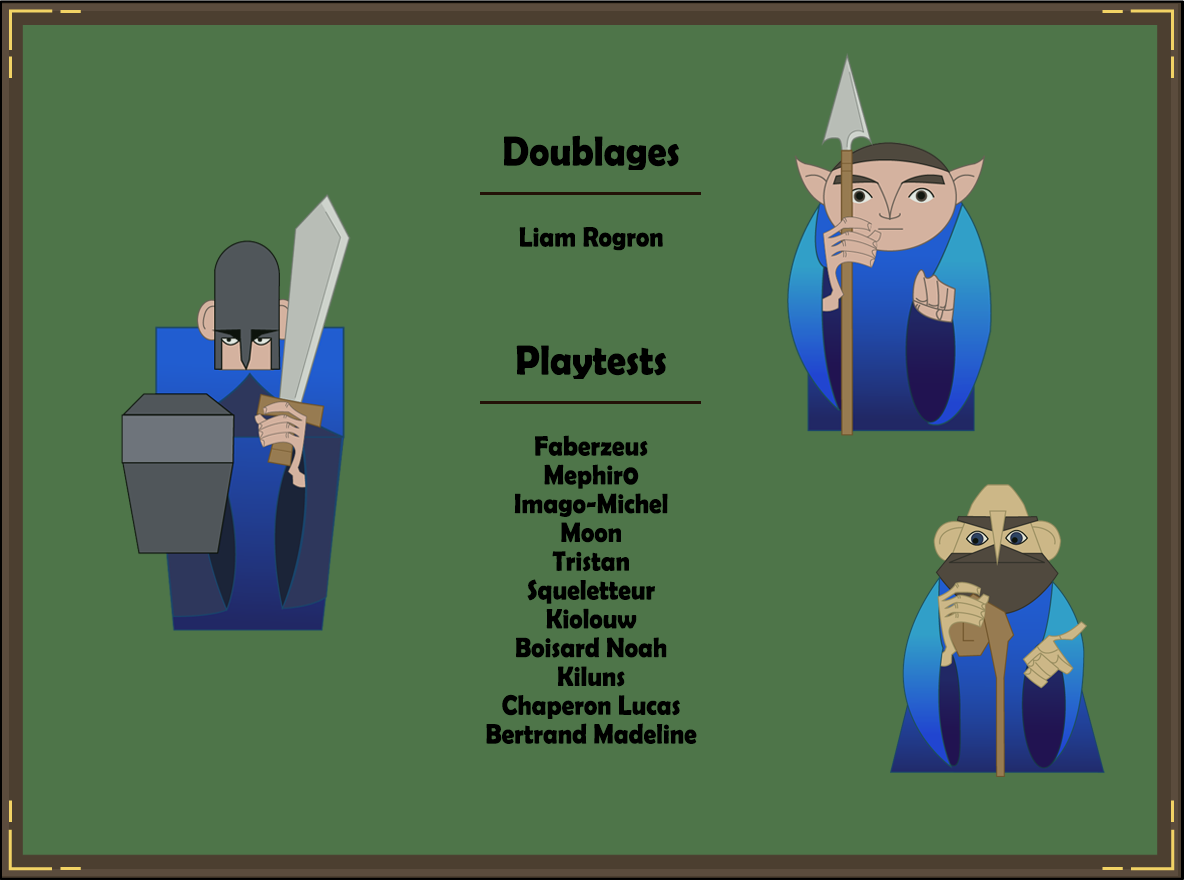 Doublages
Liam Rogron
Playtests
Faberzeus
Mephir0
Imago-Michel
Moon
Tristan
Squeletteur
Kiolouw
Boisard Noah
Kiluns
Chaperon Lucas
Bertrand Madeline